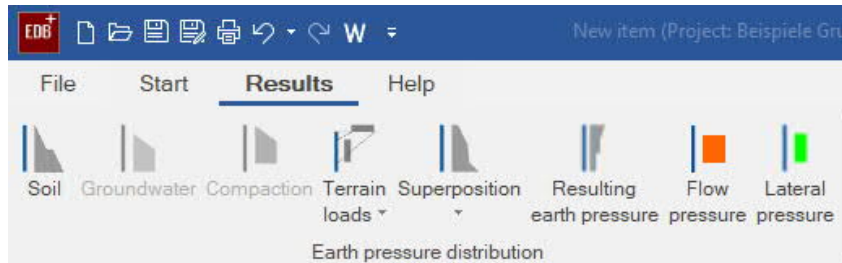 EDB+ W New item (Project: Beispiele Gru
File Start Results Help
Soil Groundwater Compaction Terrain loads Superposition Resulting earth pressure Flow pressure Lateral pressure
Earth pressure distribution